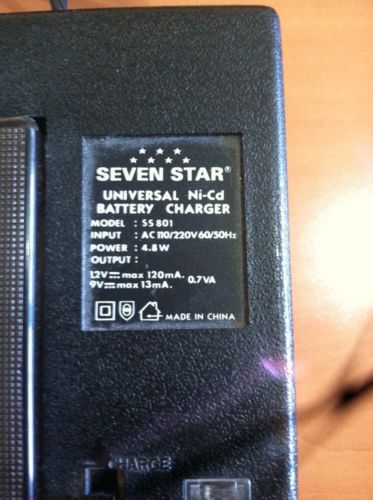 SEVEN STAR®
UNIVERSAL Ni-Cd
BATTERY CHARGER
MODEL : SS 801
INPUT : AC 110/220V 60/50Hz
POWER : 4.8 W
OUTPUT :
1.2V⎓max 120mA. 0.7VA
9V⎓max 13mA.
MADE IN CHINA
CHARGE